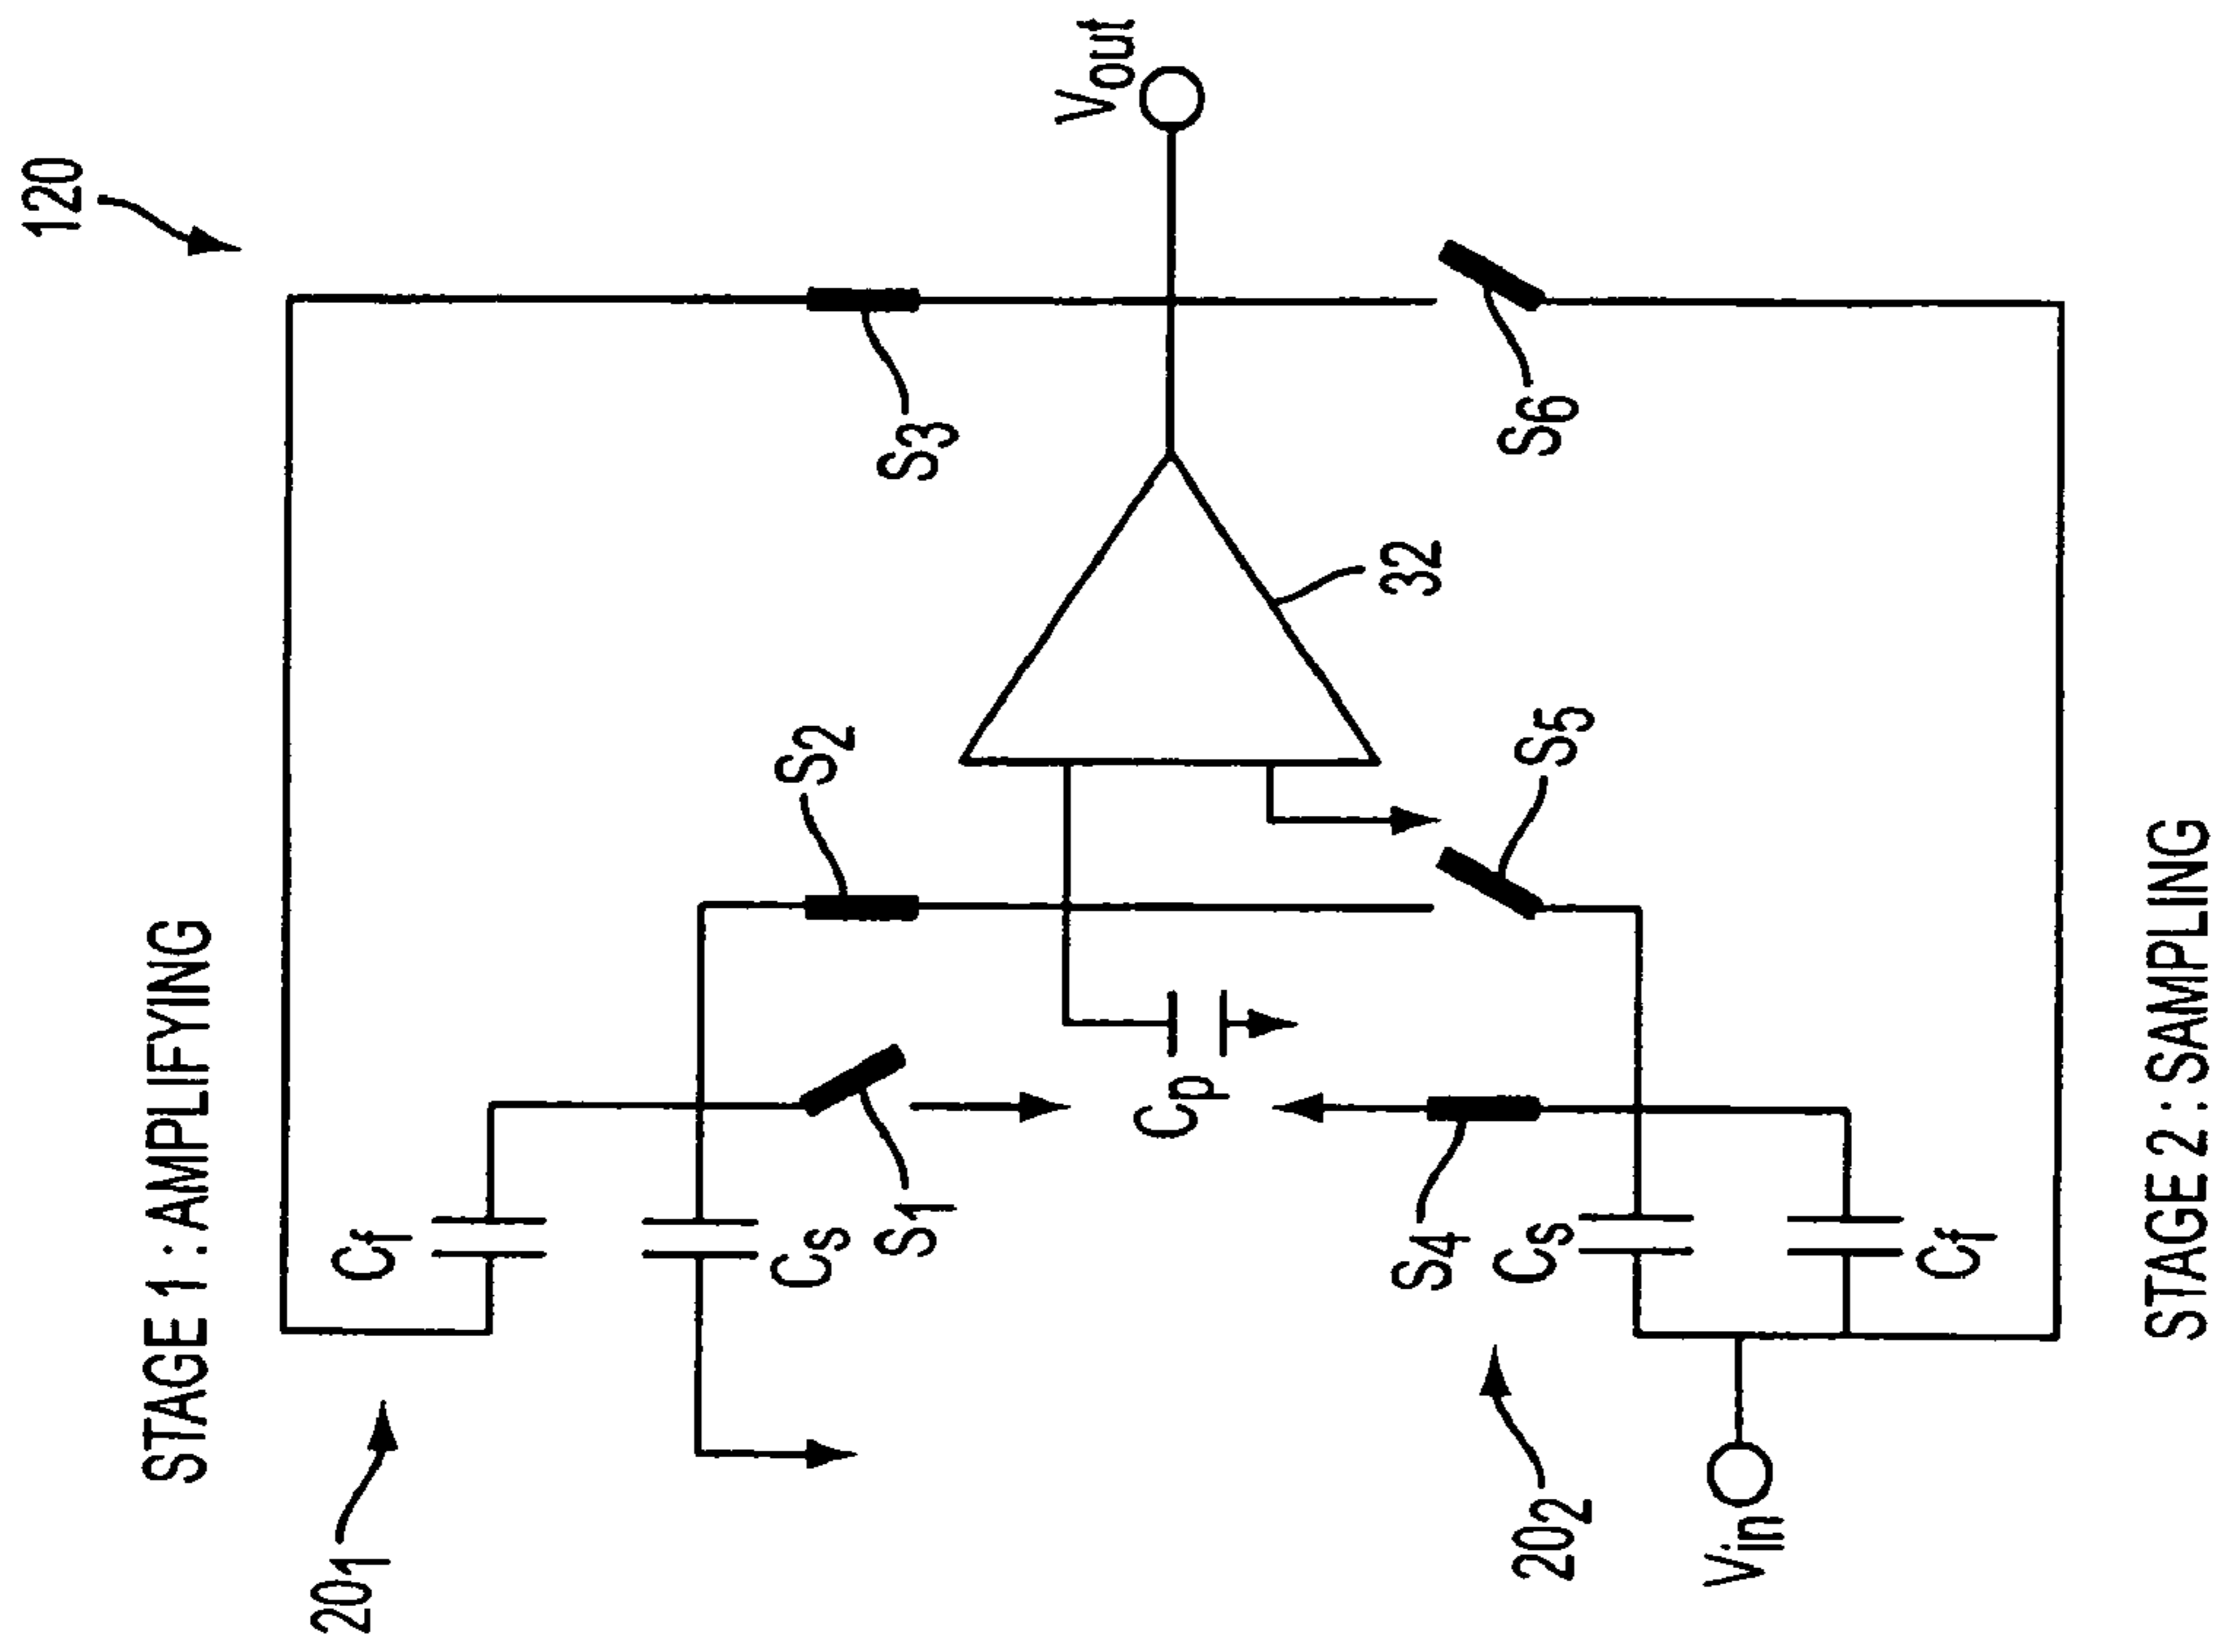 120
STAGE 1 : AMPLIFYING
20₁
Cf
Cs
S1
S2
S3
Vout
Cp
32
S4
S5
S6
Cs
Cf
20₂
Vin
STAGE 2 : SAMPLING